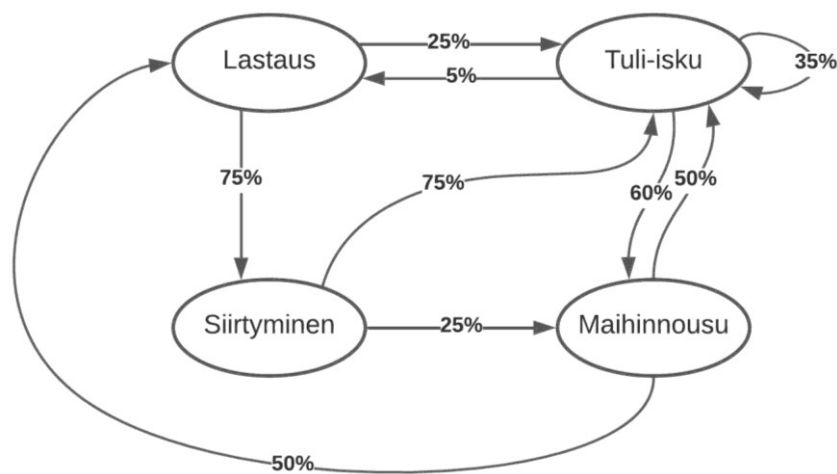 Lastaus
25%
5%
Tuli-isku
35%
75%
75%
60%
50%
Siirtyminen
25%
Maihinnousu
50%